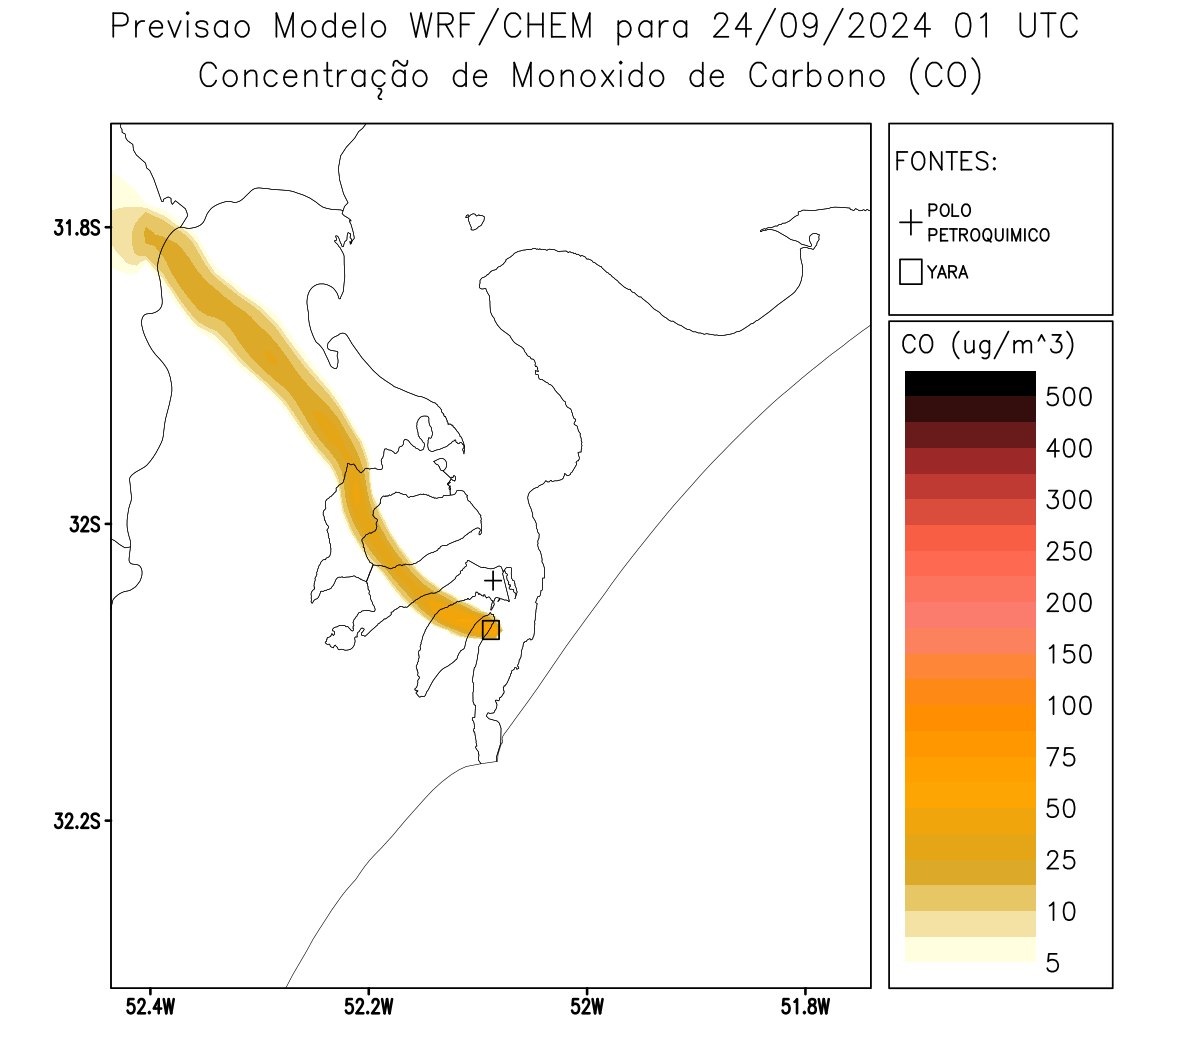 Previsao Modelo WRF/CHEM para 24/09/2024 01 UTC
Concentração de Monoxido de Carbono (CO)
FONTES:
POLO
PETROQUIMICO
YARA
CO (ug/m^3)
500
400
300
250
200
150
100
75
50
25
10
5
31.8S
32S
32.2S
52.4W
52.2W
52W
51.8W